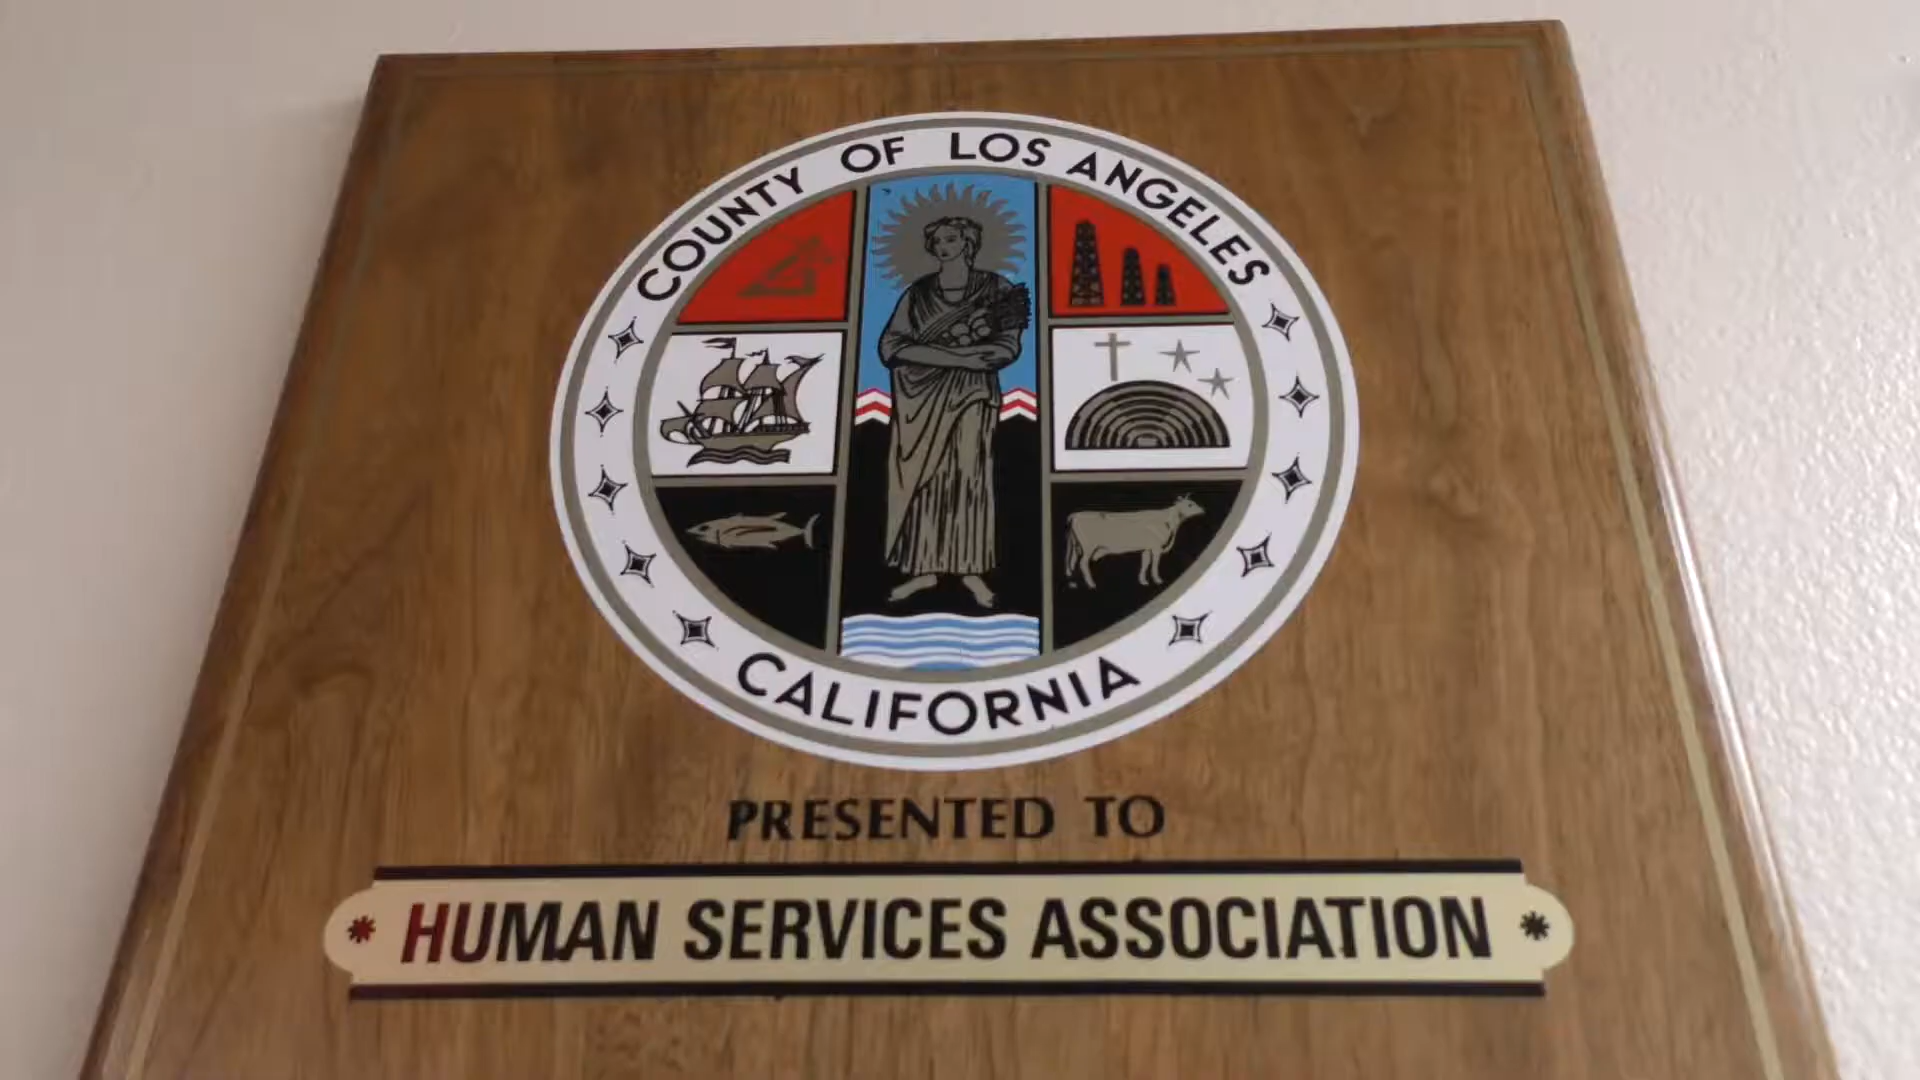 COUNTY OF LOS ANGELES
CALIFORNIA
PRESENTED TO
* HUMAN SERVICES ASSOCIATION *